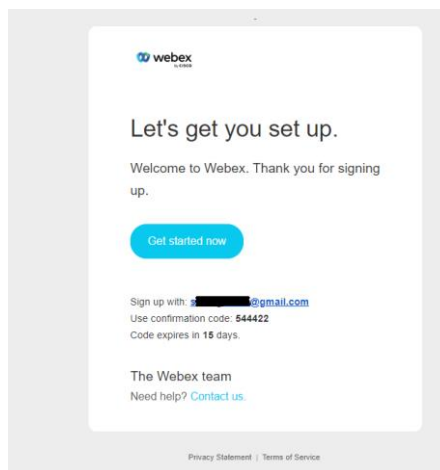 webex
by CISCO
Let's get you set up.
Welcome to Webex. Thank you for signing
up.
Get started now
Sign up with: @gmail.com
Use confirmation code: 544422
Code expires in 15 days.
The Webex team
Need help? Contact us.
Privacy Statement | Terms of Service